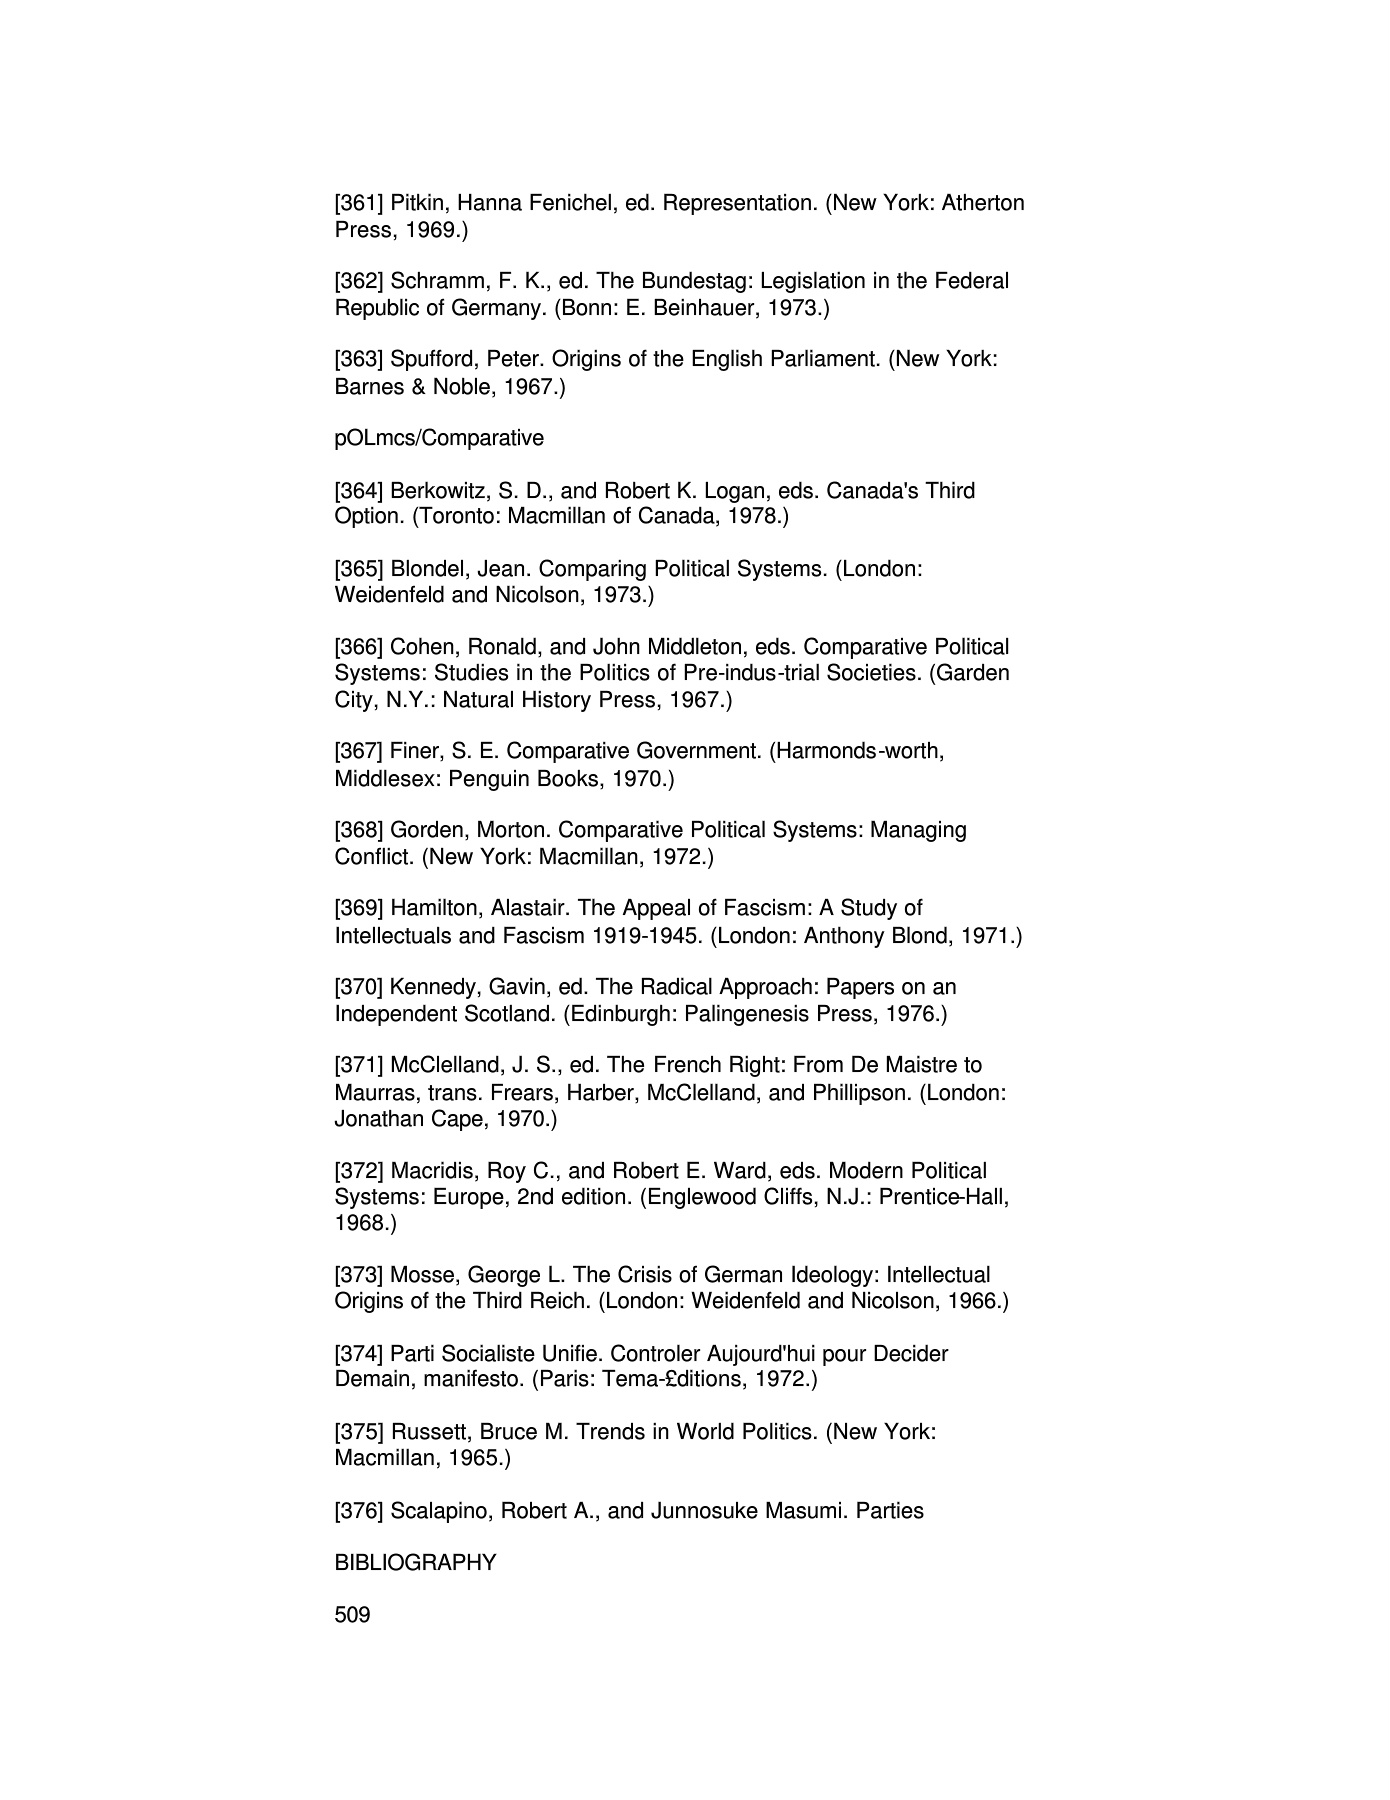 [361] Pitkin, Hanna Fenichel, ed. Representation. (New York: Atherton
Press, 1969.)
[362] Schramm, F. K., ed. The Bundestag: Legislation in the Federal
Republic of Germany. (Bonn: E. Beinhauer, 1973.)
[363] Spufford, Peter. Origins of the English Parliament. (New York:
Barnes & Noble, 1967.)
pOLmcs/Comparative
[364] Berkowitz, S. D., and Robert K. Logan, eds. Canada's Third
Option. (Toronto: Macmillan of Canada, 1978.)
[365] Blondel, Jean. Comparing Political Systems. (London:
Weidenfeld and Nicolson, 1973.)
[366] Cohen, Ronald, and John Middleton, eds. Comparative Political
Systems: Studies in the Politics of Pre-indus-trial Societies. (Garden
City, N.Y.: Natural History Press, 1967.)
[367] Finer, S. E. Comparative Government. (Harmonds-worth,
Middlesex: Penguin Books, 1970.)
[368] Gorden, Morton. Comparative Political Systems: Managing
Conflict. (New York: Macmillan, 1972.)
[369] Hamilton, Alastair. The Appeal of Fascism: A Study of
Intellectuals and Fascism 1919-1945. (London: Anthony Blond, 1971.)
[370] Kennedy, Gavin, ed. The Radical Approach: Papers on an
Independent Scotland. (Edinburgh: Palingenesis Press, 1976.)
[371] McClelland, J. S., ed. The French Right: From De Maistre to
Maurras, trans. Frears, Harber, McClelland, and Phillipson. (London:
Jonathan Cape, 1970.)
[372] Macridis, Roy C., and Robert E. Ward, eds. Modern Political
Systems: Europe, 2nd edition. (Englewood Cliffs, N.J.: Prentice-Hall,
1968.)
[373] Mosse, George L. The Crisis of German Ideology: Intellectual
Origins of the Third Reich. (London: Weidenfeld and Nicolson, 1966.)
[374] Parti Socialiste Unifie. Controler Aujourd'hui pour Decider
Demain, manifesto. (Paris: Tema-£ditions, 1972.)
[375] Russett, Bruce M. Trends in World Politics. (New York:
Macmillan, 1965.)
[376] Scalapino, Robert A., and Junnosuke Masumi. Parties
BIBLIOGRAPHY
509